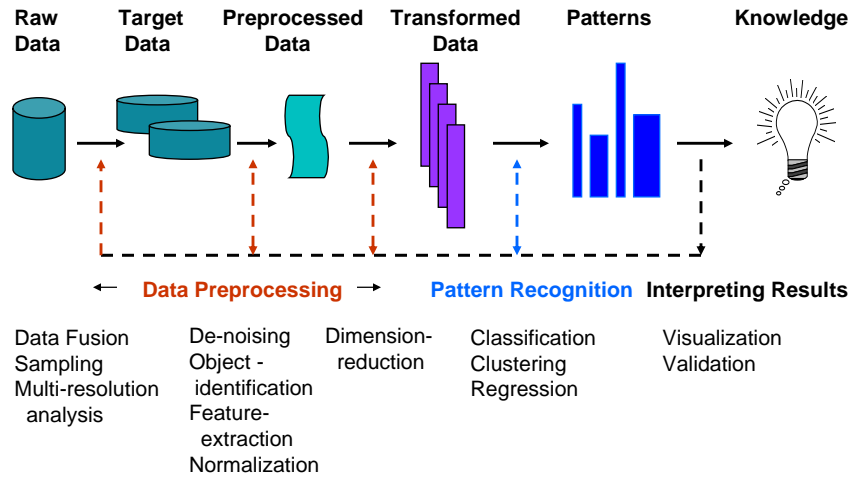 Raw Data
Target Data
Preprocessed Data
Transformed Data
Patterns
Knowledge
Data Preprocessing
Pattern Recognition
Interpreting Results
Data Fusion
Sampling
Multi-resolution
analysis
De-noising
Object -
identification
Feature-
extraction
Normalization
Dimension-
reduction
Classification
Clustering
Regression
Visualization
Validation